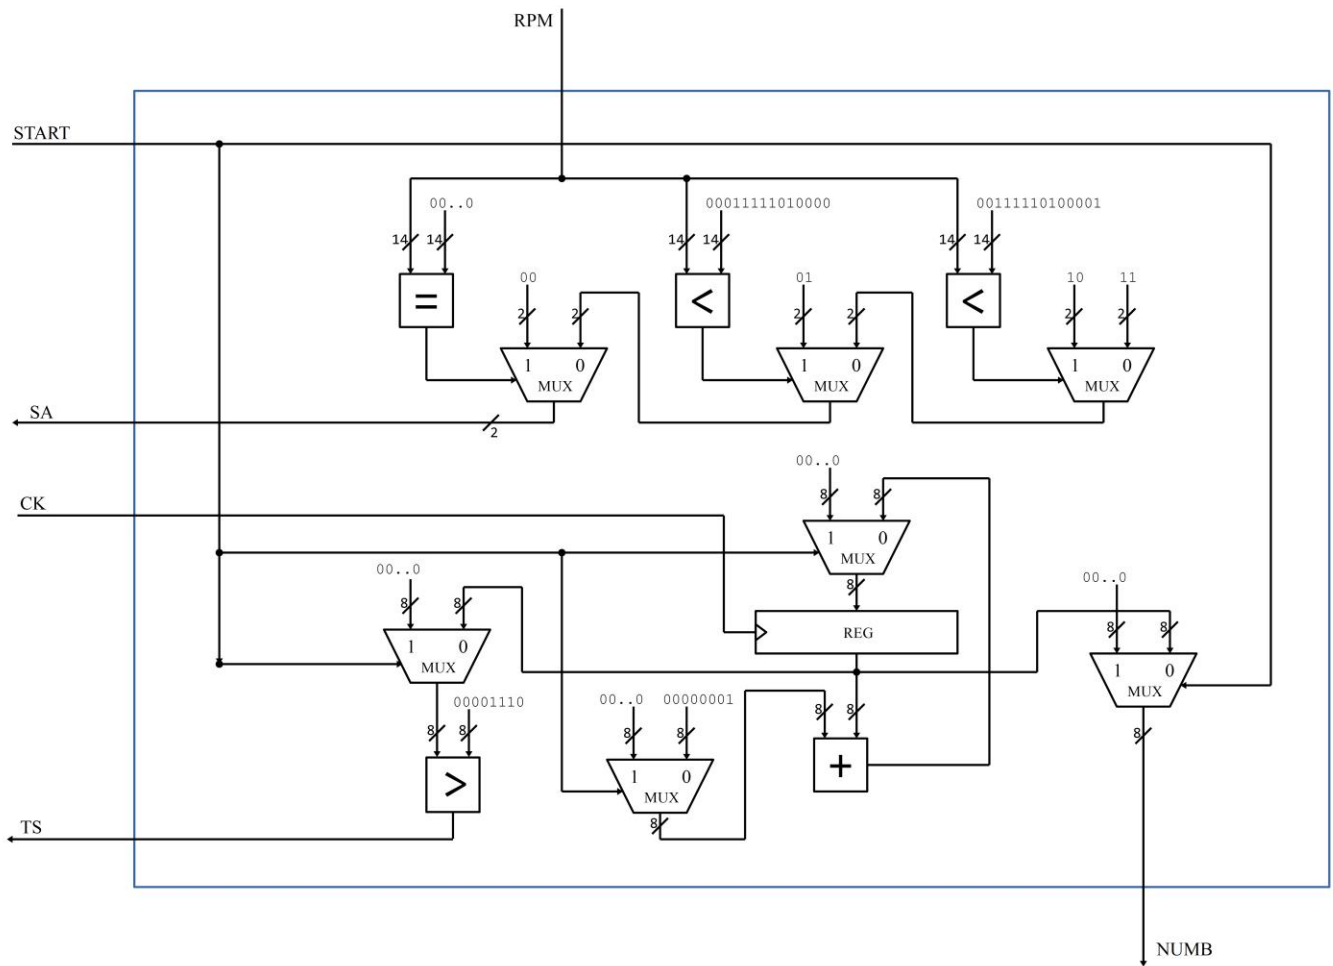 RPM
START
00..0
00011111010000
00111110100001
14 14
14 14
14 14
00
01
10 11
=
<
<
2 2
2 2
2 2
1 0
MUX
1 0
MUX
1 0
MUX
SA
2
00..0
CK
8 8
1 0
MUX
00..0
00..0
8
8 8
REG
8 8
1 0
MUX
1 0
MUX
00001110
00..0 00000001
8 8
8 8
8 8
8
>
1 0
MUX
+
TS
8
NUMB